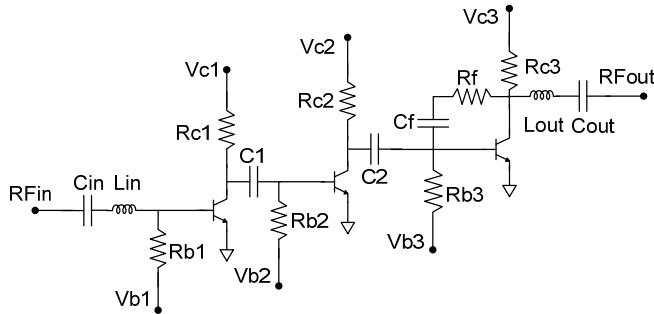 Vc3
Vc2
Rf
Rc3
RFout
Vc1
Rc2
Cf
Lout
Cout
Rc1
C1
C2
Cin
Lin
RFin
Rb3
Rb2
Rb1
Vb3
Vb2
Vb1